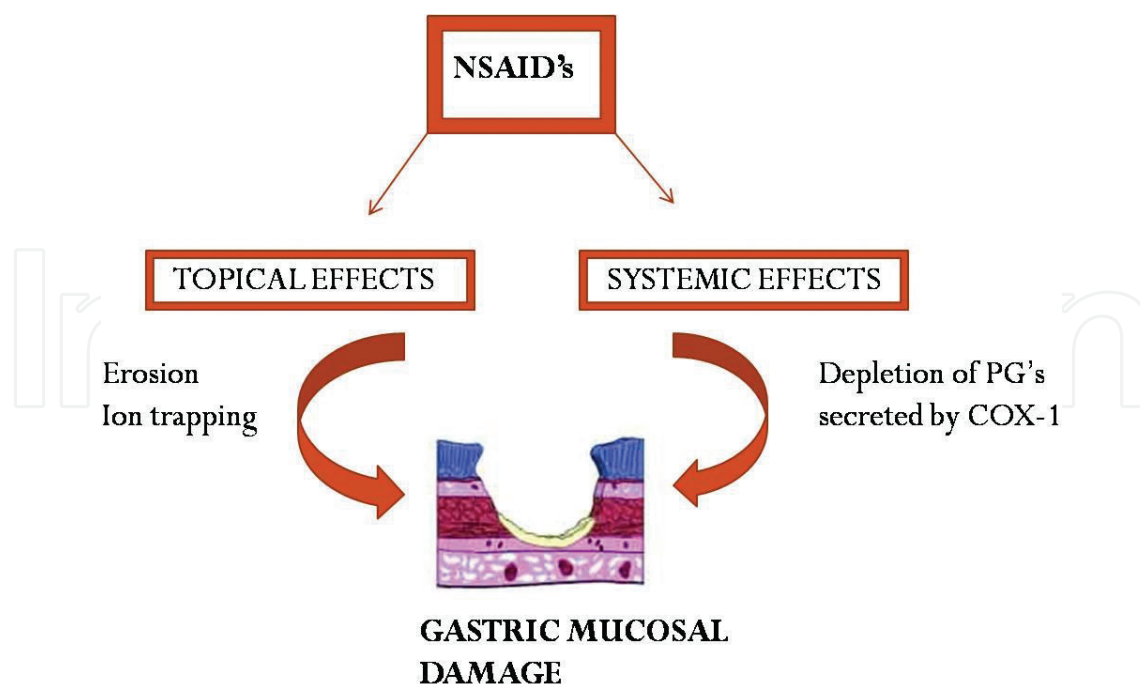 NSAID's
TOPICAL EFFECTS
SYSTEMIC EFFECTS
Erosion
Ion trapping
Depletion of PG's
secreted by COX-1
GASTRIC MUCOSAL
DAMAGE